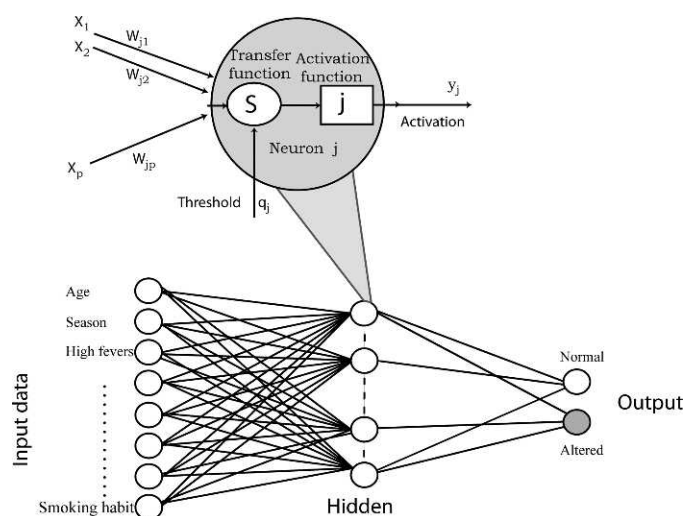 X1
Wj1
X2
Wj2
Transfer function
Activation function
S
j
yj
Activation
Neuron j
Xp
Wjp
Threshold
qj
Age
Season
High fevers
Smoking habit
Input data
Hidden
Normal
Altered
Output